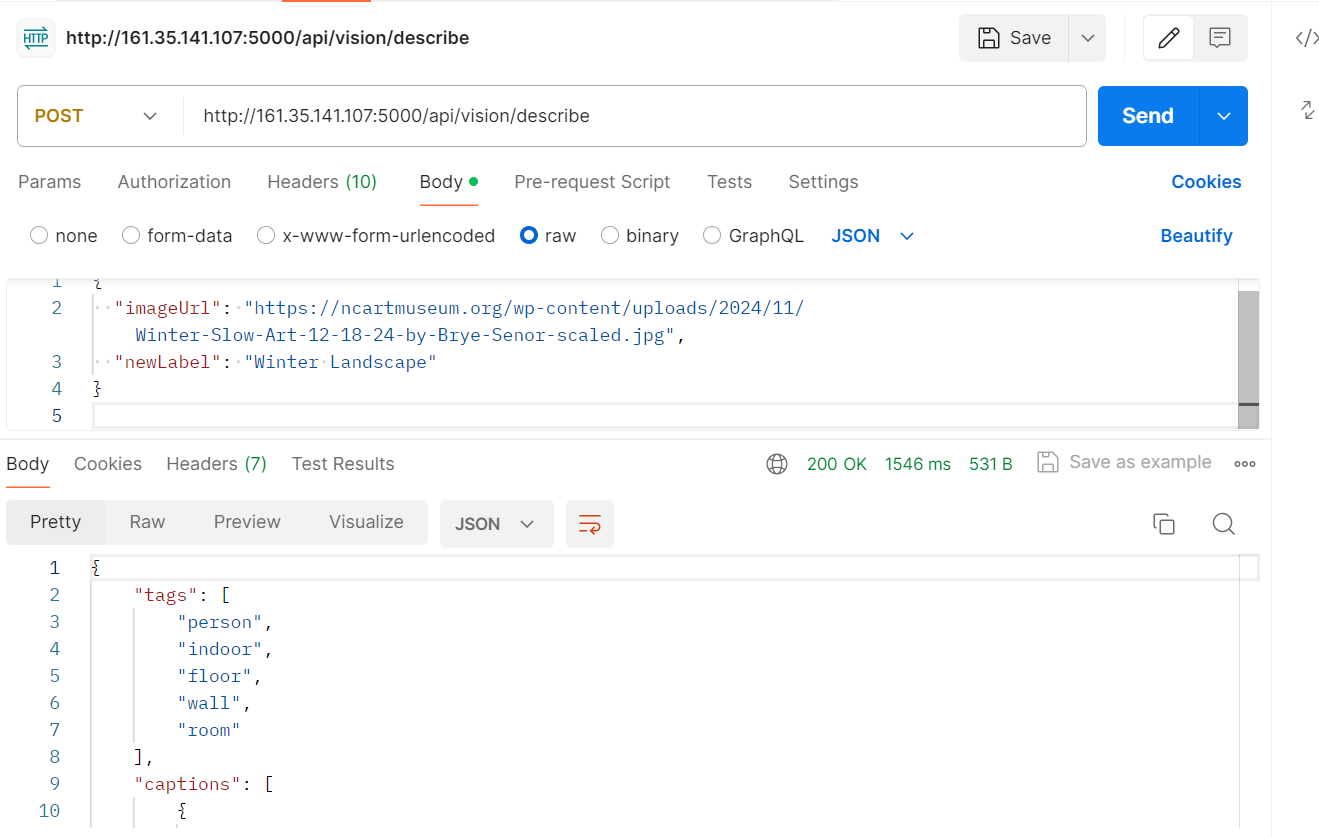 HTTP http://161.35.141.107:5000/api/vision/describe Save </>
POST http://161.35.141.107:5000/api/vision/describe Send
Params Authorization Headers (10) Body Pre-request Script Tests Settings Cookies
none form-data x-www-form-urlencoded raw binary GraphQL JSON Beautify
1 {
2 "imageUrl": "https://ncartmuseum.org/wp-content/uploads/2024/11/
Winter-Slow-Art-12-18-24-by-Brye-Senor-scaled.jpg",
3 "newLabel": "Winter Landscape"
4 }
5
Body Cookies Headers (7) Test Results 200 OK 1546 ms 531 B Save as example
Pretty Raw Preview Visualize JSON
1 {
2 "tags": [
3 "person",
4 "indoor",
5 "floor",
6 "wall",
7 "room"
8 ],
9 "captions": [
10 {